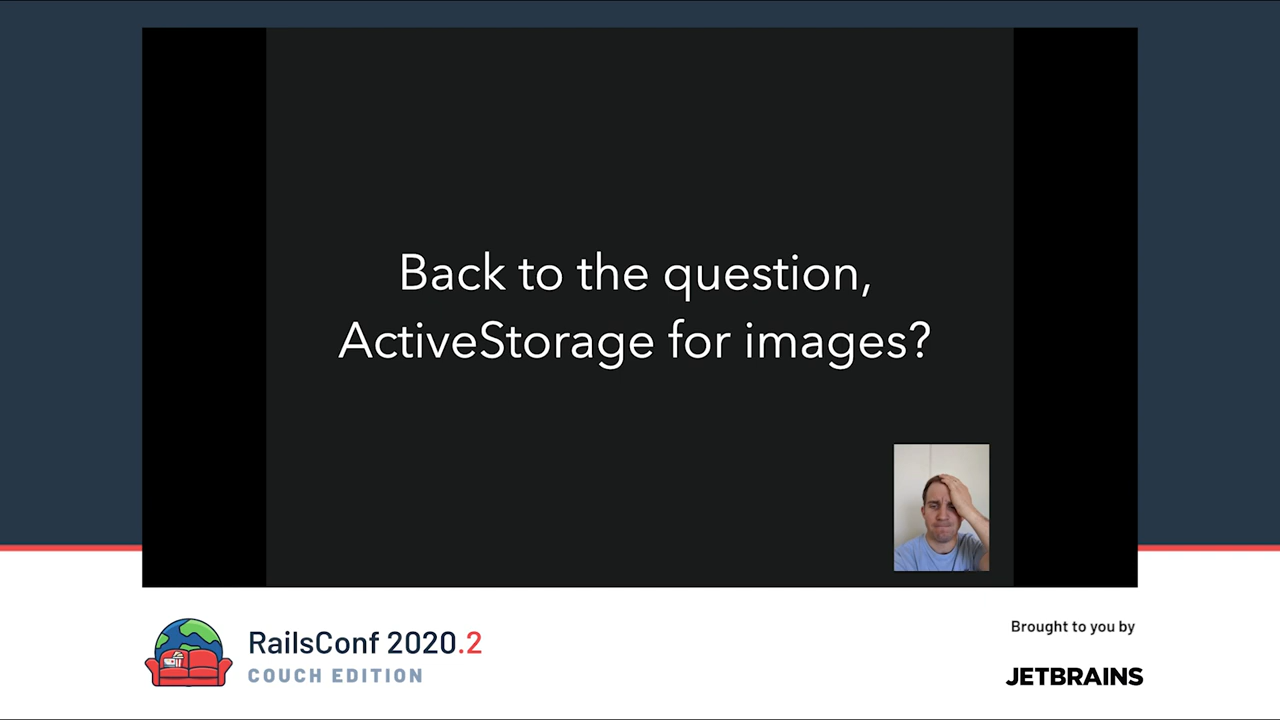 Back to the question,
ActiveStorage for images?
RailsConf 2020.2
COUCH EDITION
Brought to you by
JETBRAINS